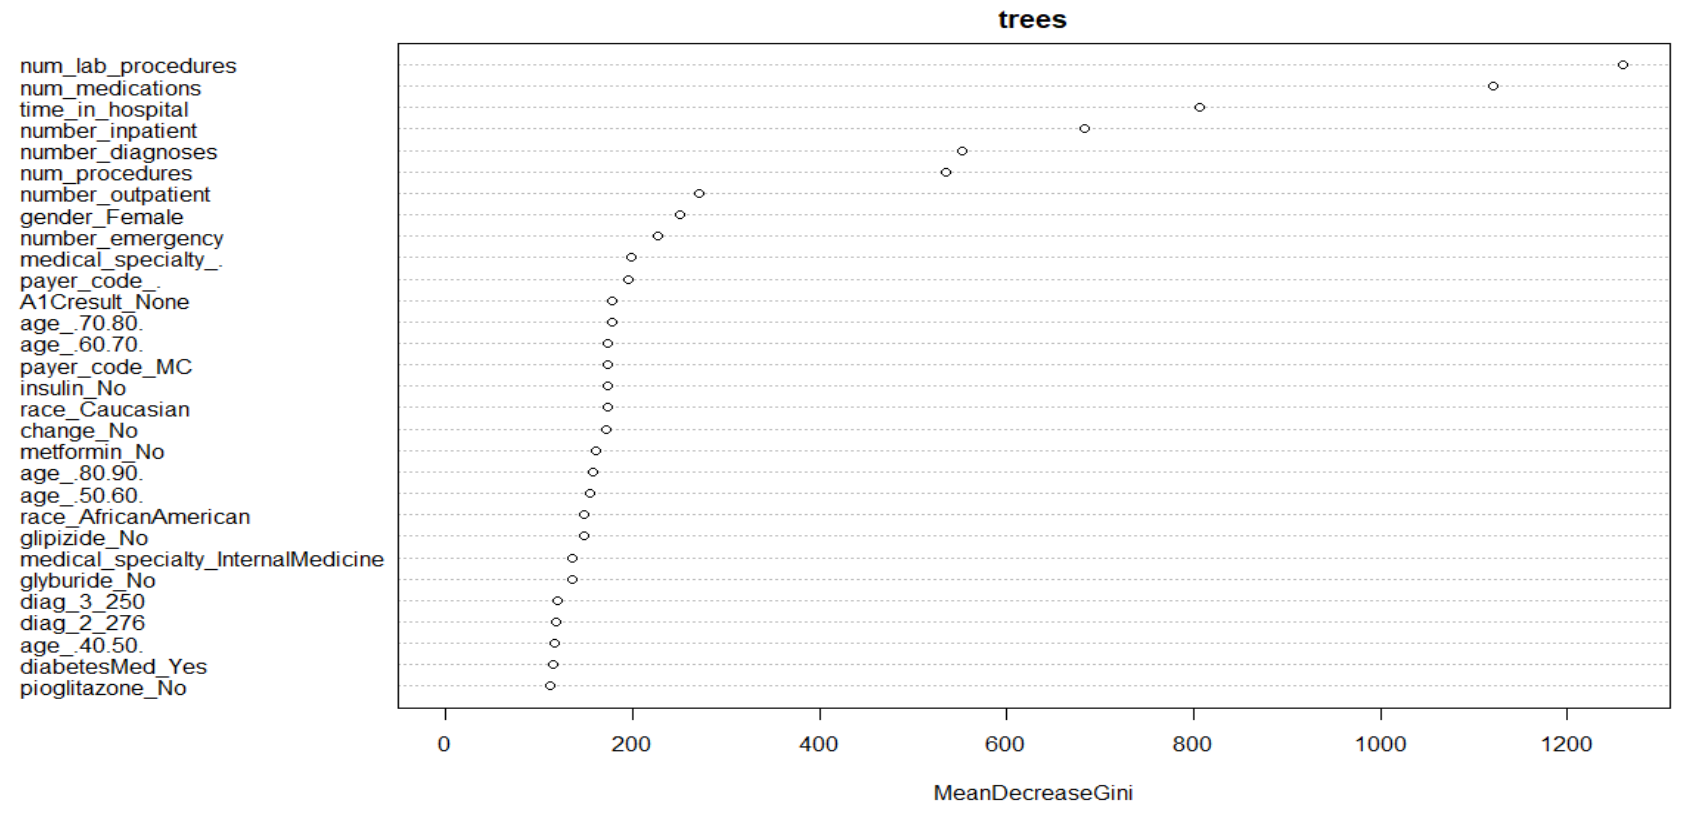 trees
num_lab_procedures
num_medications
time_in_hospital
number_inpatient
number_diagnoses
num_procedures
number_outpatient
gender_Female
number_emergency
medical_specialty_.
payer_code_.
A1Cresult_None
age_.70.80.
age_.60.70.
payer_code_MC
insulin_No
race_Caucasian
change_No
metformin_No
age_.80.90.
age_.50.60.
race_AfricanAmerican
glipizide_No
medical_specialty_InternalMedicine
glyburide_No
diag_3_250
diag_2_276
age_.40.50.
diabetesMed_Yes
pioglitazone_No
0 200 400 600 800 1000 1200
MeanDecreaseGini